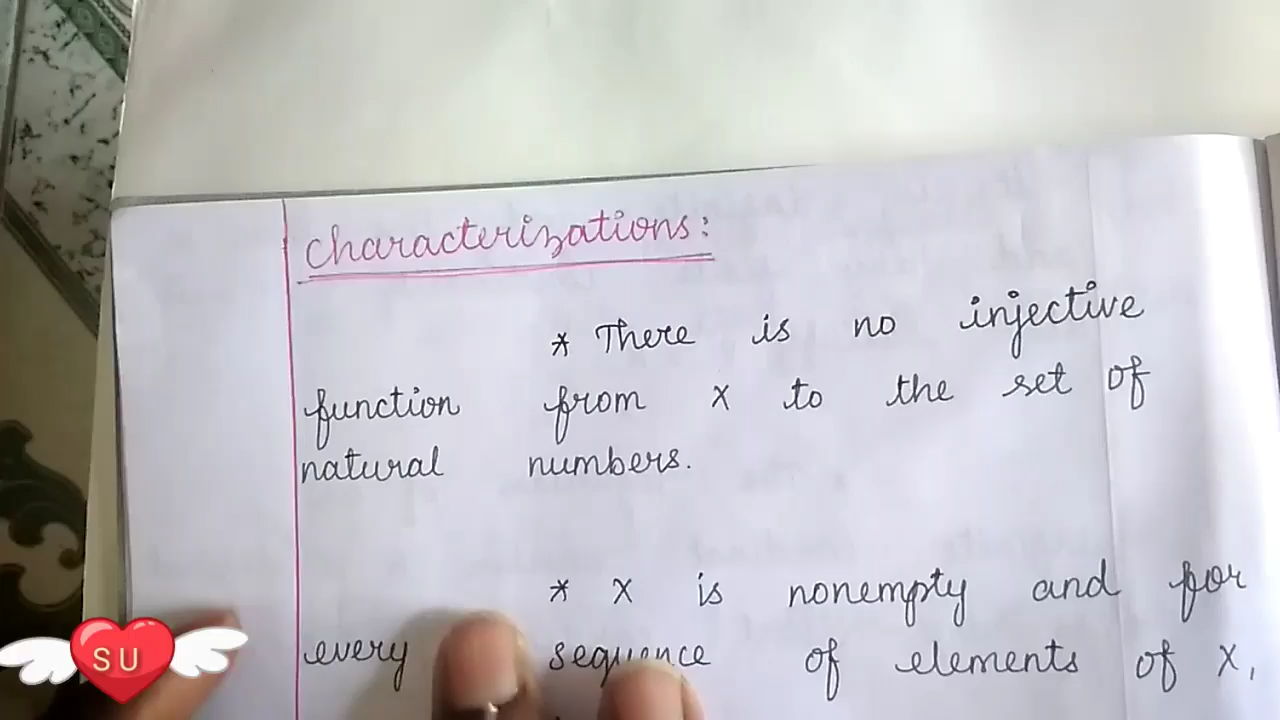 Characterizations:
* There is no injective
function from X to the set of
natural numbers.
* X is nonempty and for
every sequence of elements of X,
SU